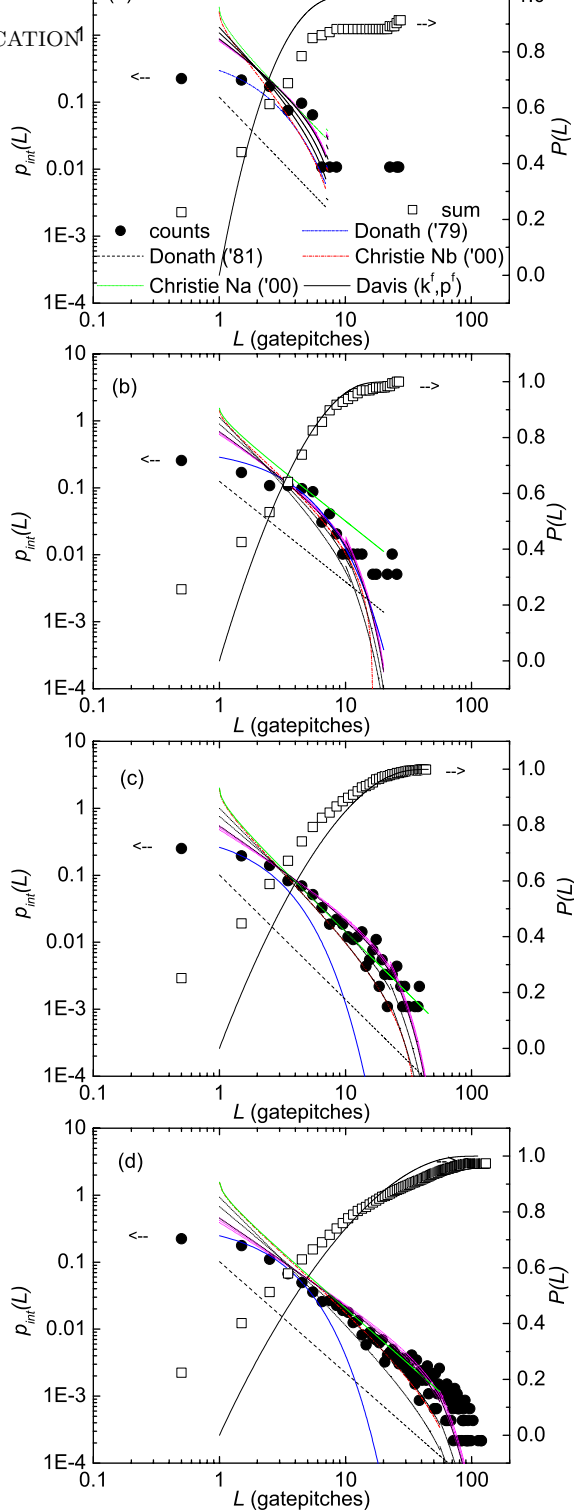 CATION
1
0.1
0.01
1E-3
1E-4
p_int(L)
<--
-->
0.8
0.6
0.4
0.2
0.0
P(L)
counts
sum
Donath ('79)
Donath ('81)
Christie Nb ('00)
Christie Na ('00)
Davis (k^f,p^f)
0.1 1 10 100
L (gatepitches)
(b)
10
1
0.1
0.01
1E-3
1E-4
p_int(L)
<--
-->
1.0
0.8
0.6
0.4
0.2
0.0
P(L)
0.1 1 10 100
L (gatepitches)
(c)
10
1
0.1
0.01
1E-3
1E-4
p_int(L)
<--
-->
1.0
0.8
0.6
0.4
0.2
0.0
P(L)
0.1 1 10 100
L (gatepitches)
(d)
10
1
0.1
0.01
1E-3
1E-4
p_int(L)
<--
1.0
0.8
0.6
0.4
0.2
0.0
P(L)
0.1 1 10 100
L (gatepitches)